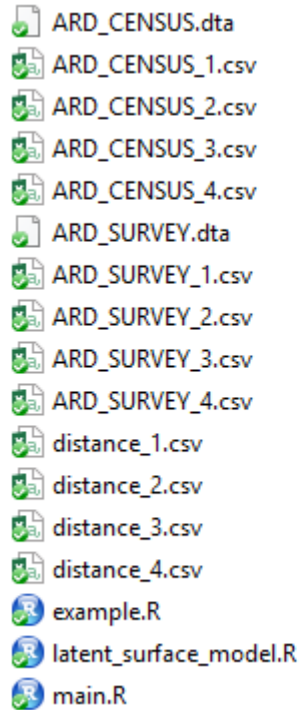 ARD_CENSUS.dta
ARD_CENSUS_1.csv
ARD_CENSUS_2.csv
ARD_CENSUS_3.csv
ARD_CENSUS_4.csv
ARD_SURVEY.dta
ARD_SURVEY_1.csv
ARD_SURVEY_2.csv
ARD_SURVEY_3.csv
ARD_SURVEY_4.csv
distance_1.csv
distance_2.csv
distance_3.csv
distance_4.csv
example.R
latent_surface_model.R
main.R